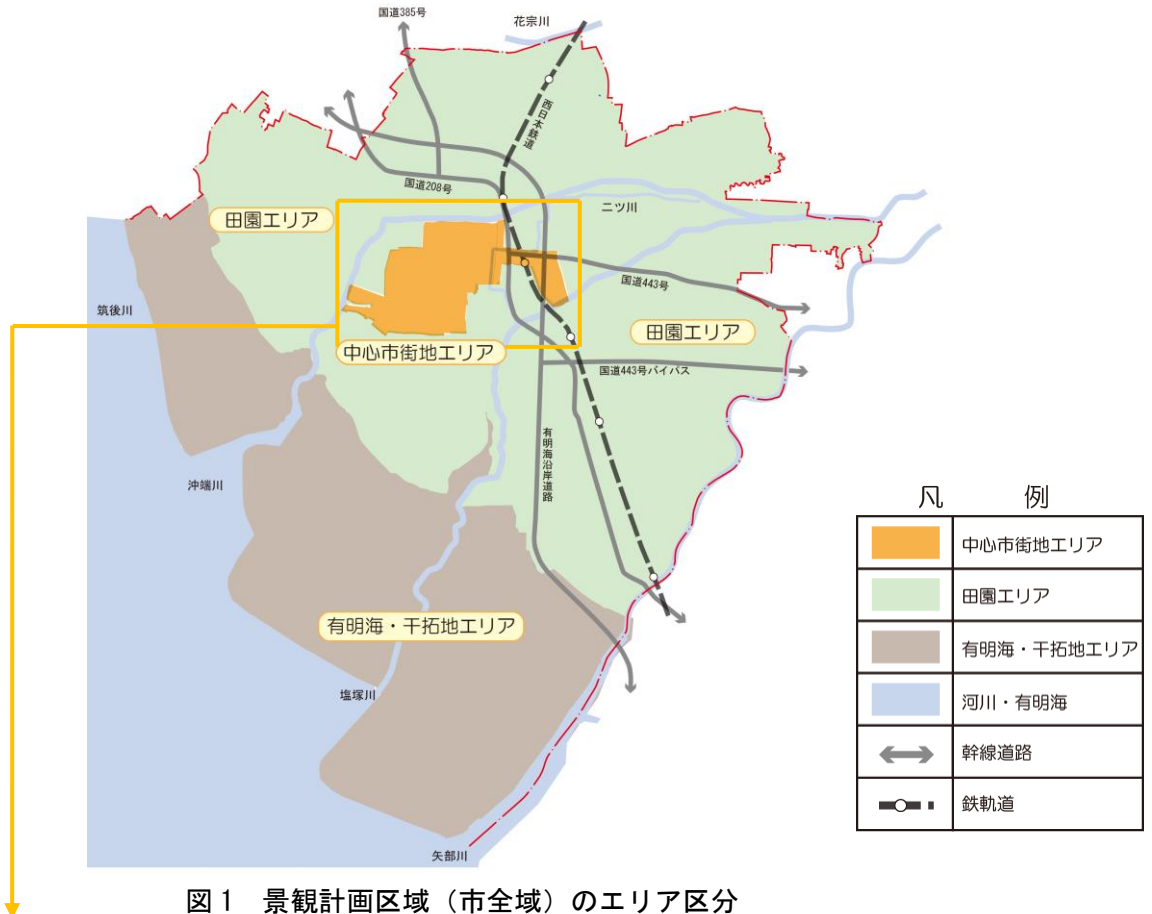 国道385号
花宗川
西日本鉄道
国道208号
二ツ川
田園エリア
国道443号
筑後川
田園エリア
中心市街地エリア
国道443号バイパス
有明海沿岸道路
沖端川
凡 例
中心市街地エリア
田園エリア
有明海・干拓地エリア
河川・有明海
幹線道路
鉄軌道
有明海・干拓地エリア
塩塚川
矢部川
図1 景観計画区域（市全域）のエリア区分